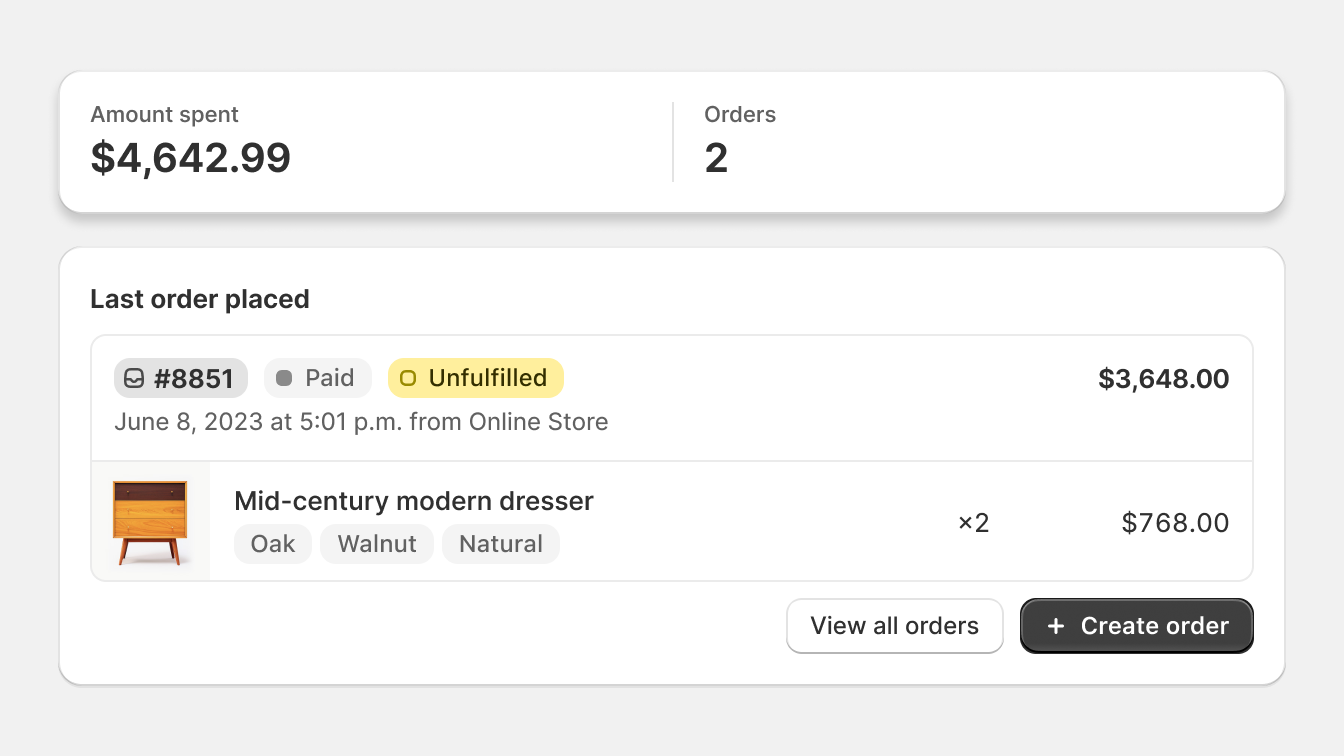 Amount spent
$4,642.99
Orders
2
Last order placed
#8851 Paid Unfulfilled $3,648.00
June 8, 2023 at 5:01 p.m. from Online Store
Mid-century modern dresser
Oak Walnut Natural
×2 $768.00
View all orders + Create order